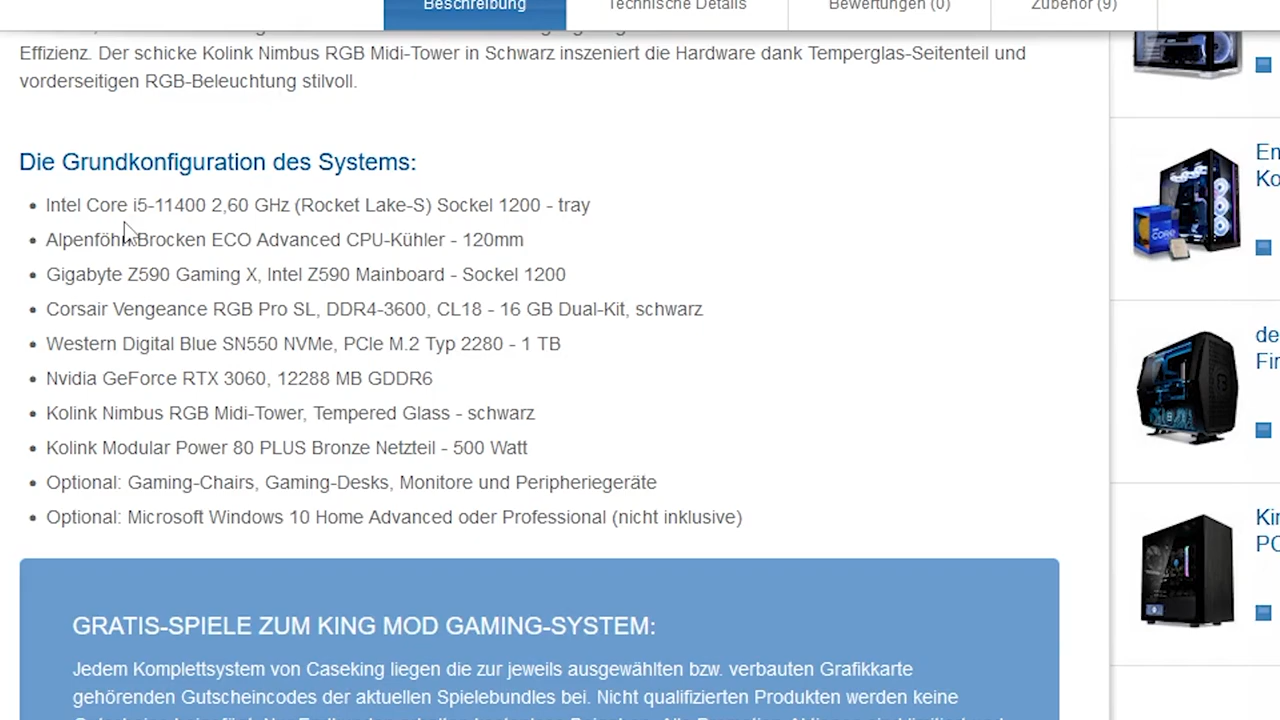 Beschreibung
Technische Details
Bewertungen (0)
Zubehör (9)
Effizienz. Der schicke Kolink Nimbus RGB Midi-Tower in Schwarz inszeniert die Hardware dank Temperglas-Seitenteil und
vorderseitigen RGB-Beleuchtung stilvoll.
Die Grundkonfiguration des Systems:
Intel Core i5-11400 2,60 GHz (Rocket Lake-S) Sockel 1200 - tray
Alpenföhn Brocken ECO Advanced CPU-Kühler - 120mm
Gigabyte Z590 Gaming X, Intel Z590 Mainboard - Sockel 1200
Corsair Vengeance RGB Pro SL, DDR4-3600, CL18 - 16 GB Dual-Kit, schwarz
Western Digital Blue SN550 NVMe, PCIe M.2 Typ 2280 - 1 TB
Nvidia GeForce RTX 3060, 12288 MB GDDR6
Kolink Nimbus RGB Midi-Tower, Tempered Glass - schwarz
Kolink Modular Power 80 PLUS Bronze Netzteil - 500 Watt
Optional: Gaming-Chairs, Gaming-Desks, Monitore und Peripheriegeräte
Optional: Microsoft Windows 10 Home Advanced oder Professional (nicht inklusive)
GRATIS-SPIELE ZUM KING MOD GAMING-SYSTEM:
Jedem Komplettsystem von Caseking liegen die zur jeweils ausgewählten bzw. verbauten Grafikkarte
gehörenden Gutscheincodes der aktuellen Spielebundles bei. Nicht qualifizierten Produkten werden keine
En
Ko
de
Fir
Kin
PC